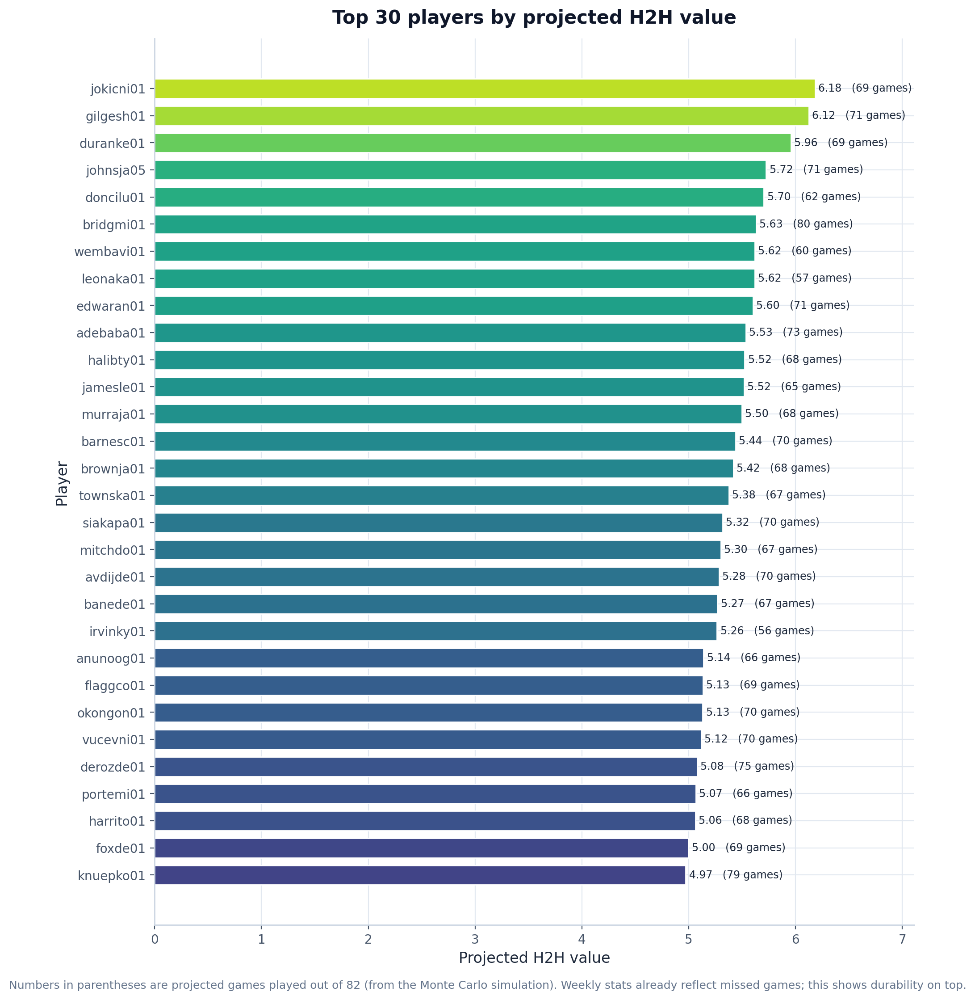 Top 30 players by projected H2H value
jokicni01 6.18 (69 games)
gilgesh01 6.12 (71 games)
duranke01 5.96 (69 games)
johnsja05 5.72 (71 games)
doncilu01 5.70 (62 games)
bridgmi01 5.63 (80 games)
wembavi01 5.62 (60 games)
leonaka01 5.62 (57 games)
edwaran01 5.60 (71 games)
adebaba01 5.53 (73 games)
halibty01 5.52 (68 games)
jamesle01 5.52 (65 games)
murraja01 5.50 (68 games)
barnesc01 5.44 (70 games)
brownja01 5.42 (68 games)
townska01 5.38 (67 games)
siakapa01 5.32 (70 games)
mitchdo01 5.30 (67 games)
avdijde01 5.28 (70 games)
banede01 5.27 (67 games)
irvinky01 5.26 (56 games)
anunoog01 5.14 (66 games)
flaggco01 5.13 (69 games)
okongon01 5.13 (70 games)
vucevni01 5.12 (70 games)
derozde01 5.08 (75 games)
portemi01 5.07 (66 games)
harrito01 5.06 (68 games)
foxde01 5.00 (69 games)
knuepko01 4.97 (79 games)
Player
0 1 2 3 4 5 6 7
Projected H2H value
Numbers in parentheses are projected games played out of 82 (from the Monte Carlo simulation). Weekly stats already reflect missed games; this shows durability on top.